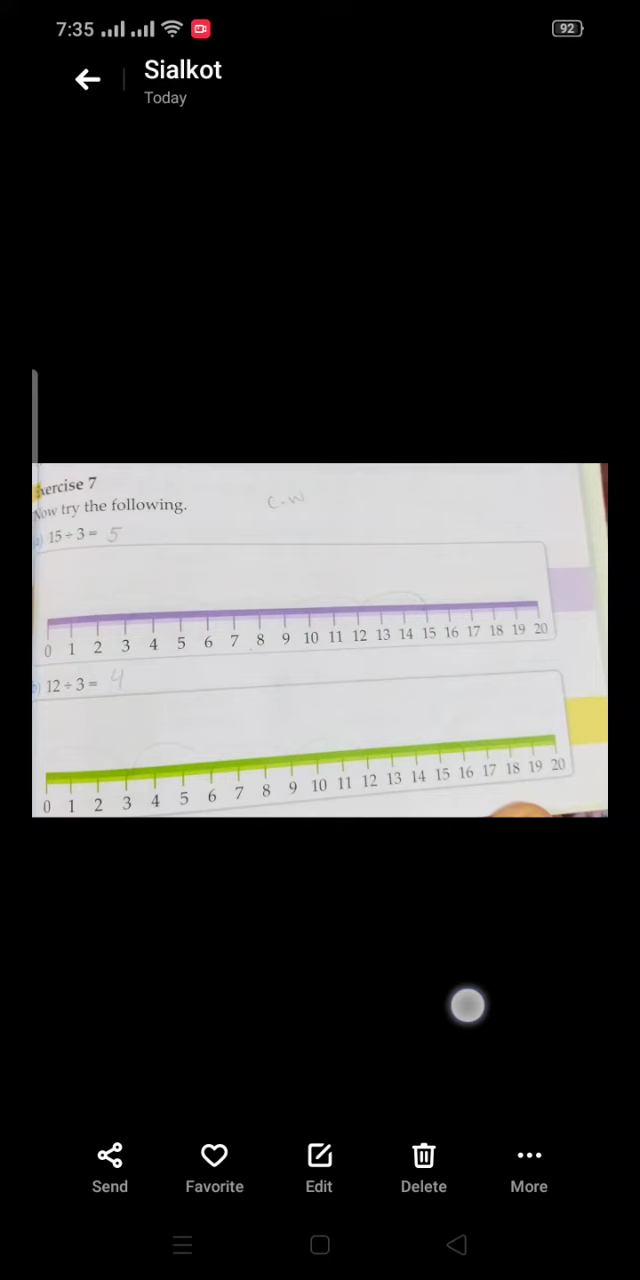 7:35
92
Sialkot
Today
xercise 7
Now try the following.
C.W
a) 15 ÷ 3 = 5
0 1 2 3 4 5 6 7 8 9 10 11 12 13 14 15 16 17 18 19 20
b) 12 ÷ 3 = 4
0 1 2 3 4 5 6 7 8 9 10 11 12 13 14 15 16 17 18 19 20
Send Favorite Edit Delete More